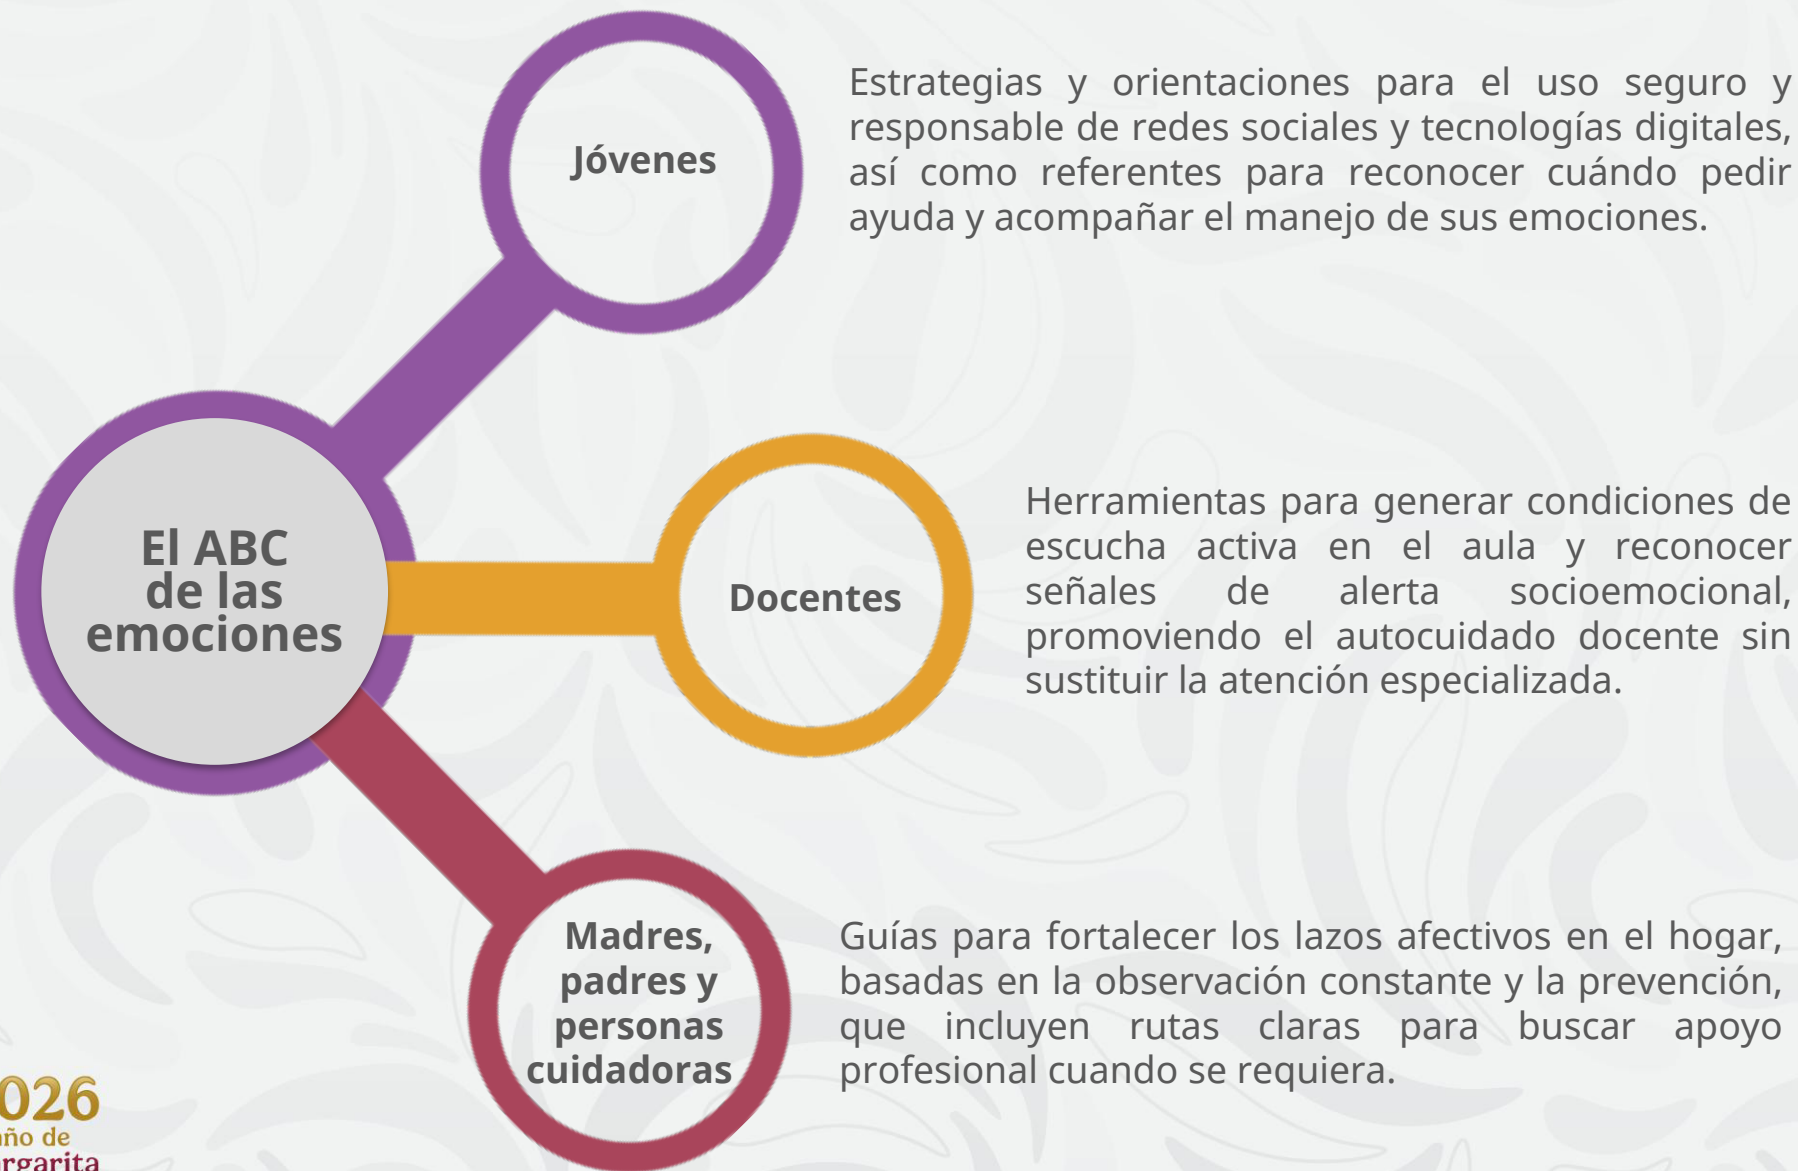 Jóvenes
Estrategias y orientaciones para el uso seguro y
responsable de redes sociales y tecnologías digitales,
así como referentes para reconocer cuándo pedir
ayuda y acompañar el manejo de sus emociones.
El ABC
de las
emociones
Docentes
Herramientas para generar condiciones de
escucha activa en el aula y reconocer
señales de alerta socioemocional,
promoviendo el autocuidado docente sin
sustituir la atención especializada.
Madres,
padres y
personas
cuidadoras
Guías para fortalecer los lazos afectivos en el hogar,
basadas en la observación constante y la prevención,
que incluyen rutas claras para buscar apoyo
profesional cuando se requiera.
026
año de